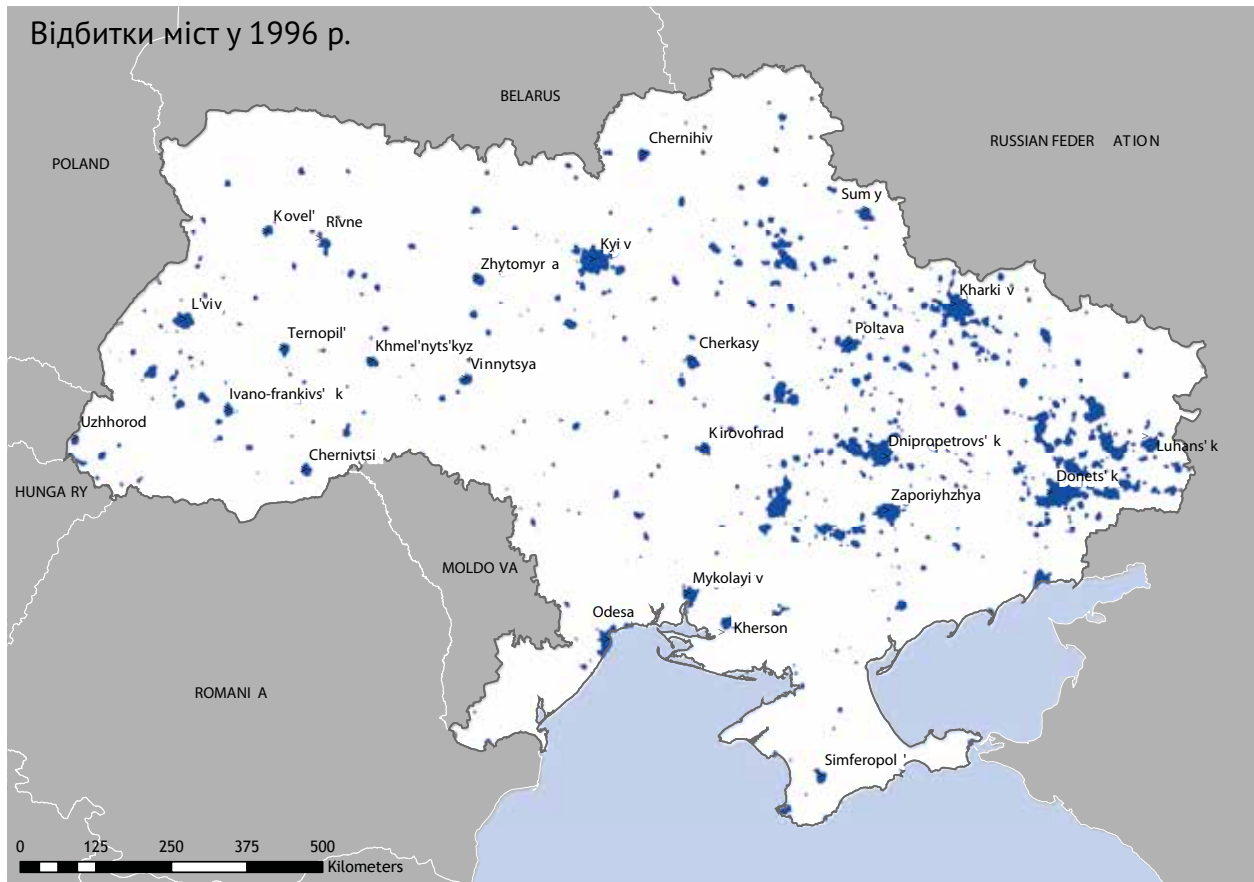 Відбитки міст у 1996 р.
BELARUS
Chernihiv
RUSSIAN FEDER ATION
POLAND
Sum y
Kovel'
Rivne
Kyi v
Zhytomyr a
Kharki v
L'viv
Ternopil'
Poltava
Khmel'nyts'kyz
Cherkasy
Vinnytsya
Ivano-frankivs' k
Uzhhorod
Kirovohrad
Dnipropetrovs' k
Luhans' k
Chernivtsi
Donets' k
HUNGA RY
Zaporiyhzhya
MOLDO VA
Mykolayi v
Odesa
Kherson
ROMANI A
Simferopol '
0 125 250 375 500
Kilometers